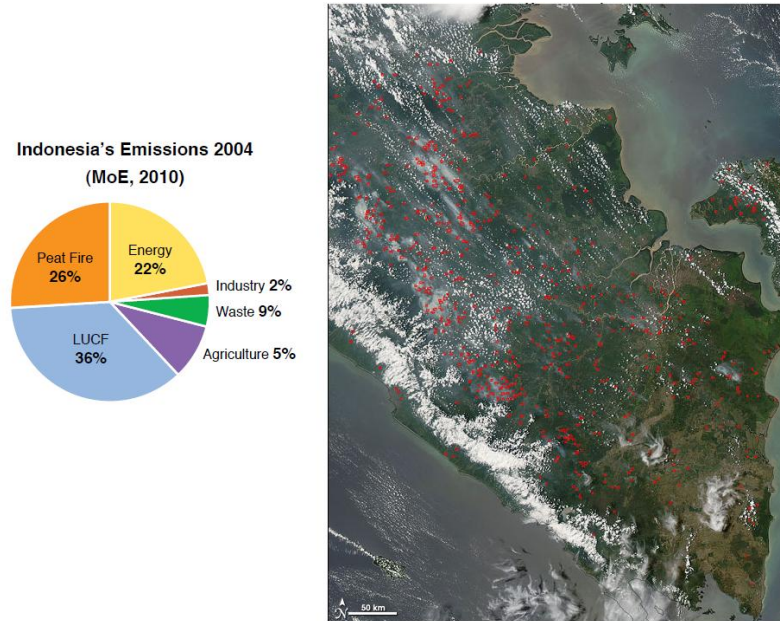 Indonesia's Emissions 2004
(MoE, 2010)
Peat Fire
26%
Energy
22%
Industry 2%
Waste 9%
Agriculture 5%
LUCF
36%
N
50 km